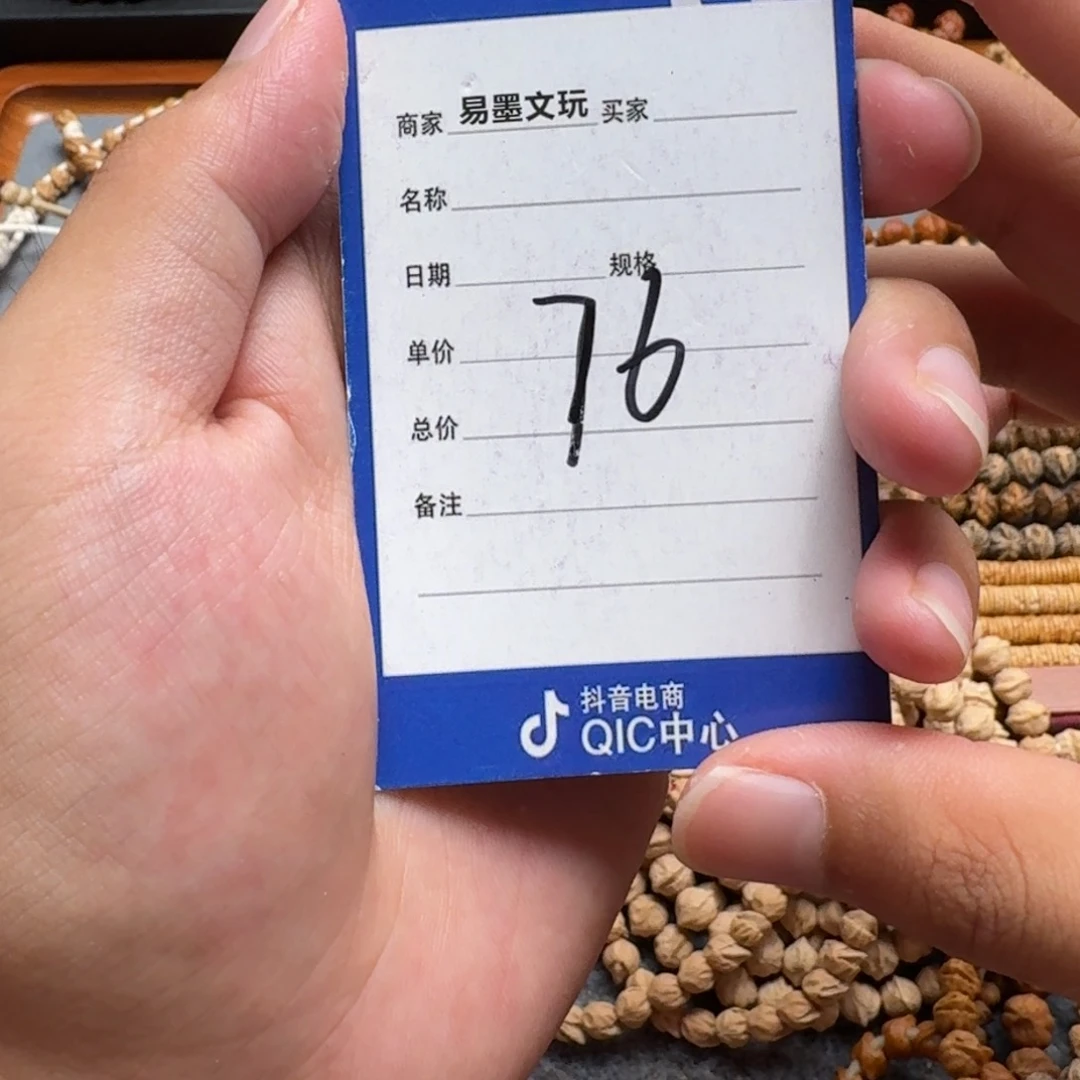 商家 易墨文玩 买家
名称
日期 规格
76
单价
总价
备注
抖音电商
QIC中心